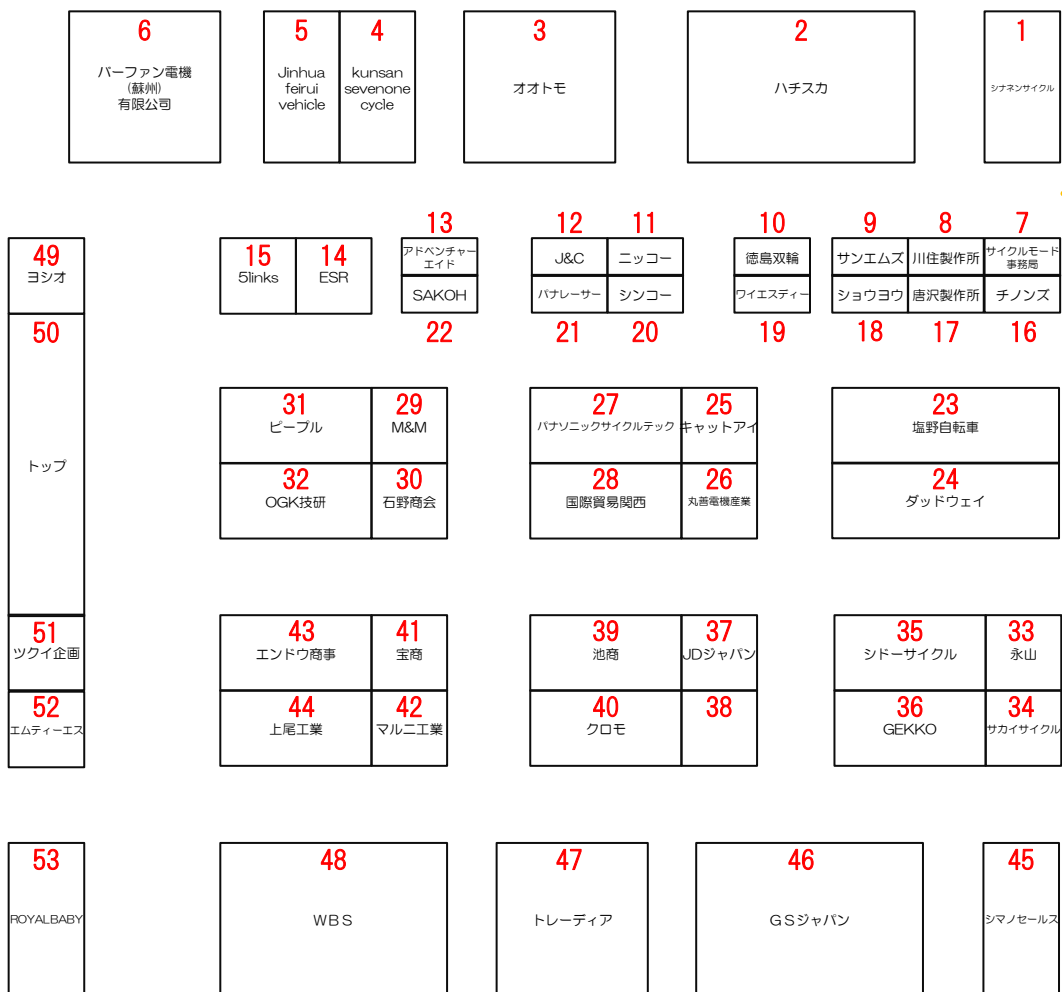 6
バーファン電機
(蘇州)
有限公司
5
Jinhua
feirui
vehicle
4
kunsan
sevenone
cycle
3
オオトモ
2
ハチスカ
1
シナネンサイクル
13
アドベンチャー
エイド
12
J&C
11
ニッコー
10
徳島双輪
9
サンエムズ
8
川住製作所
7
サイクルモード
事務局
49
ヨシオ
15
5links
14
ESR
SAKOH
22
パナレーサー
21
シンコー
20
ワイエスディー
19
ショウヨウ
18
唐沢製作所
17
チノンズ
16
50
トップ
31
ピープル
29
M&M
27
パナソニックサイクルテック
25
キャットアイ
23
塩野自転車
32
OGK技研
30
石野商会
28
国際貿易関西
26
丸善電機産業
24
ダッドウェイ
51
ツクイ企画
43
エンドウ商事
41
宝商
39
池商
37
JDジャパン
35
シドーサイクル
33
永山
52
エムティーエス
44
上尾工業
42
マルニ工業
40
クロモ
38
36
GEKKO
34
サカイサイクル
53
ROYALBABY
48
WBS
47
トレーディア
46
GSジャパン
45
シマノセールス